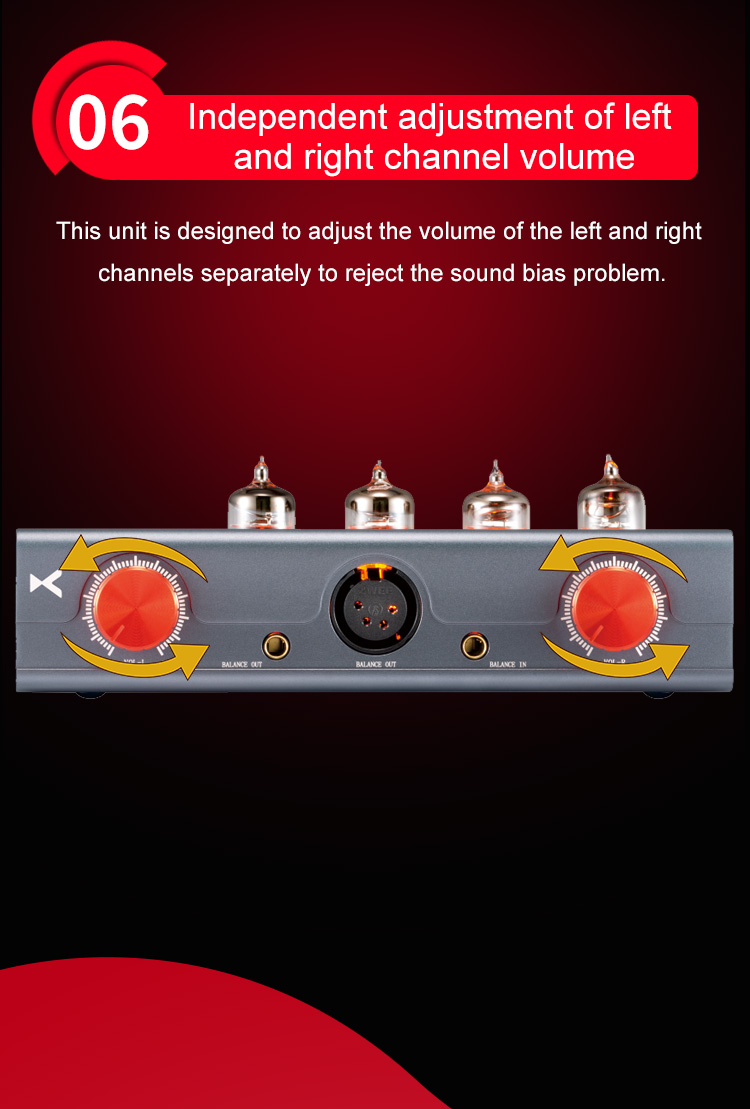 06
Independent adjustment of left
and right channel volume
This unit is designed to adjust the volume of the left and right
channels separately to reject the sound bias problem.
BALANCE OUT
BALANCE OUT
BALANCE IN